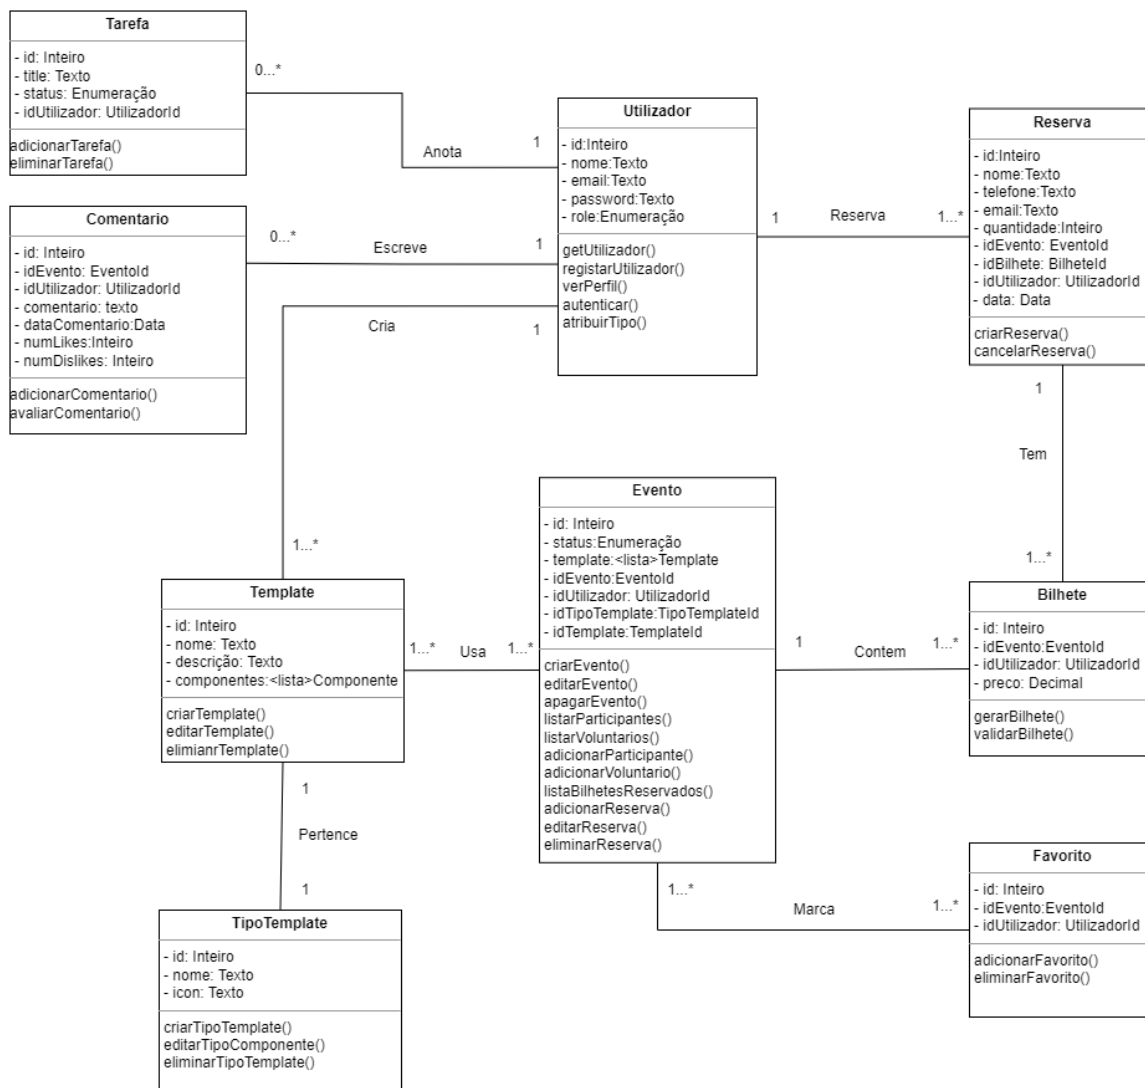 Tarefa
- id: Inteiro
- title: Texto
- status: Enumeração
- idUtilizador: UtilizadorId
adicionarTarefa()
eliminarTarefa()
0...*
Anota
1
Utilizador
- id:Inteiro
- nome:Texto
- email:Texto
- password:Texto
- role:Enumeração
getUtilizador()
registarUtilizador()
verPerfil()
autenticar()
atribuirTipo()
1
Reserva
1...*
Reserva
- id:Inteiro
- nome:Texto
- telefone:Texto
- email:Texto
- quantidade:Inteiro
- idEvento: EventoId
- idBilhete: BilheteId
- idUtilizador: UtilizadorId
- data: Data
criarReserva()
cancelarReserva()
Comentario
- id: Inteiro
- idEvento: EventoId
- idUtilizador: UtilizadorId
- comentario: texto
- dataComentario:Data
- numLikes:Inteiro
- numDislikes: Inteiro
adicionarComentario()
avaliarComentario()
0...*
Escreve
1
Cria
1
1...*
1
Tem
1...*
Template
- id: Inteiro
- nome: Texto
- descrição: Texto
- componentes:<lista>Componente
criarTemplate()
editarTemplate()
elimianrTemplate()
1...*
Usa
1...*
Evento
- id: Inteiro
- status:Enumeração
- template:<lista>Template
- idEvento:EventoId
- idUtilizador: UtilizadorId
- idTipoTemplate:TipoTemplateId
- idTemplate:TemplateId
criarEvento()
editarEvento()
apagarEvento()
listarParticipantes()
listarVoluntarios()
adicionarParticipante()
adicionarVoluntario()
listaBilhetesReservados()
adicionarReserva()
editarReserva()
eliminarReserva()
1
Contem
1...*
Bilhete
- id: Inteiro
- idEvento:EventoId
- idUtilizador: UtilizadorId
- preco: Decimal
gerarBilhete()
validarBilhete()
1
Pertence
1
TipoTemplate
- id: Inteiro
- nome: Texto
- icon: Texto
criarTipoTemplate()
editarTipoComponente()
eliminarTipoTemplate()
1...*
Marca
1...*
Favorito
- id: Inteiro
- idEvento:EventoId
- idUtilizador: UtilizadorId
adicionarFavorito()
eliminarFavorito()